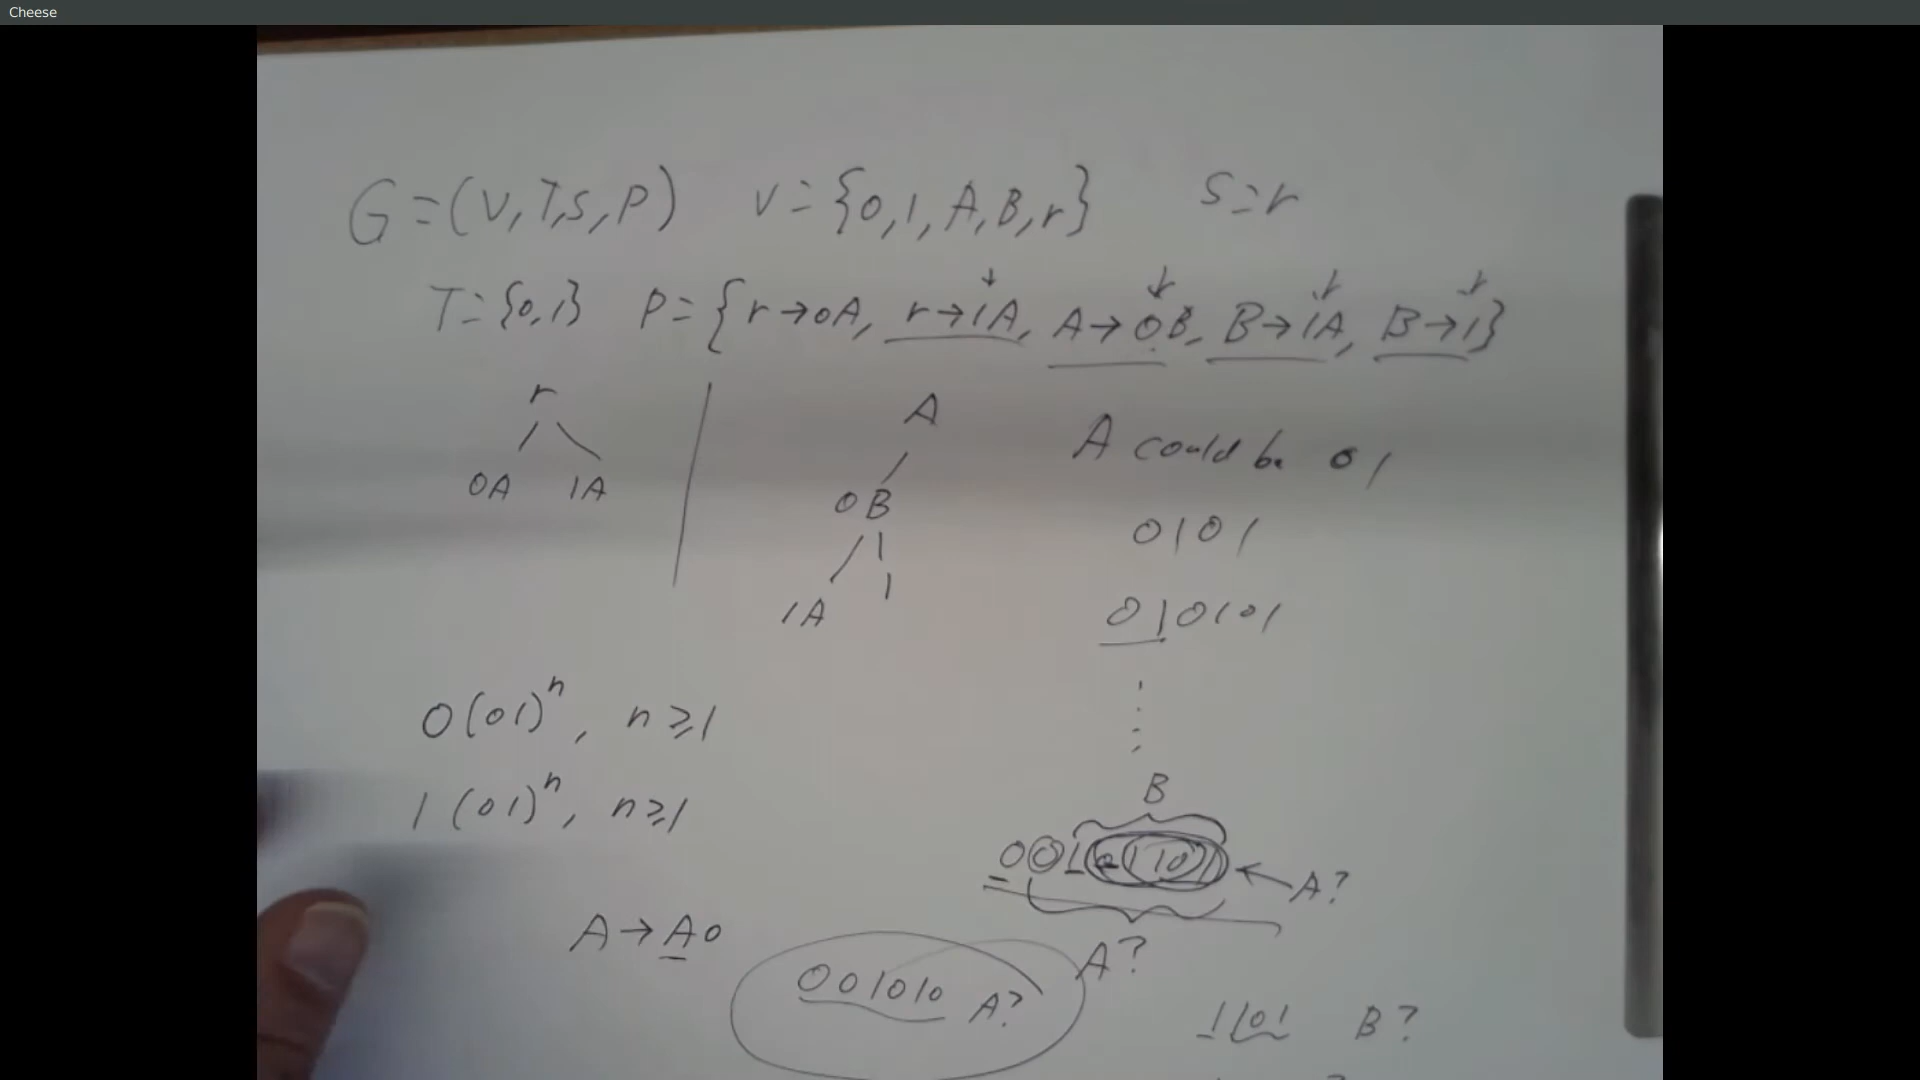 Cheese
G=(V,T,S,P) V={0,1,A,B,r} S=r
T={0,1} P={r→0A, r→1A, A→0B, B→1A, B→1}
r
0A 1A
A
0B
1A 1
A could be 01
0101
010101
0(01)^n, n≥1
1(01)^n, n≥1
B
A?
A→A0
A?
001010 A?
1101 B?